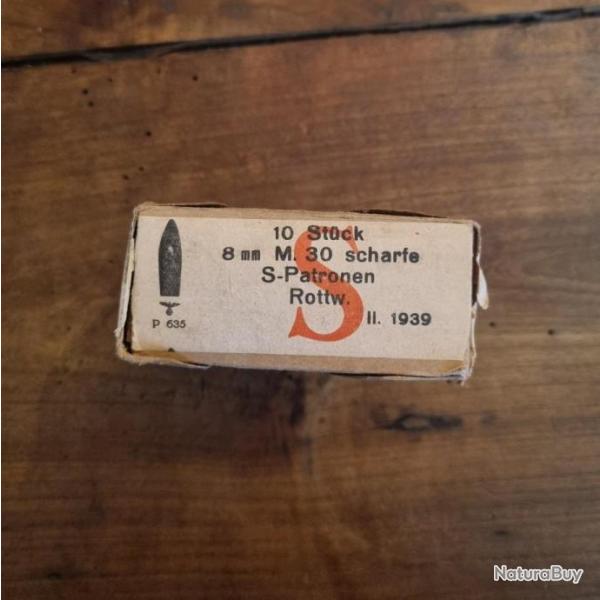 10 Stück
8 mm M. 30 scharfe
S-Patronen
Rottw.
S
II. 1939
P 635
NaturaBuy